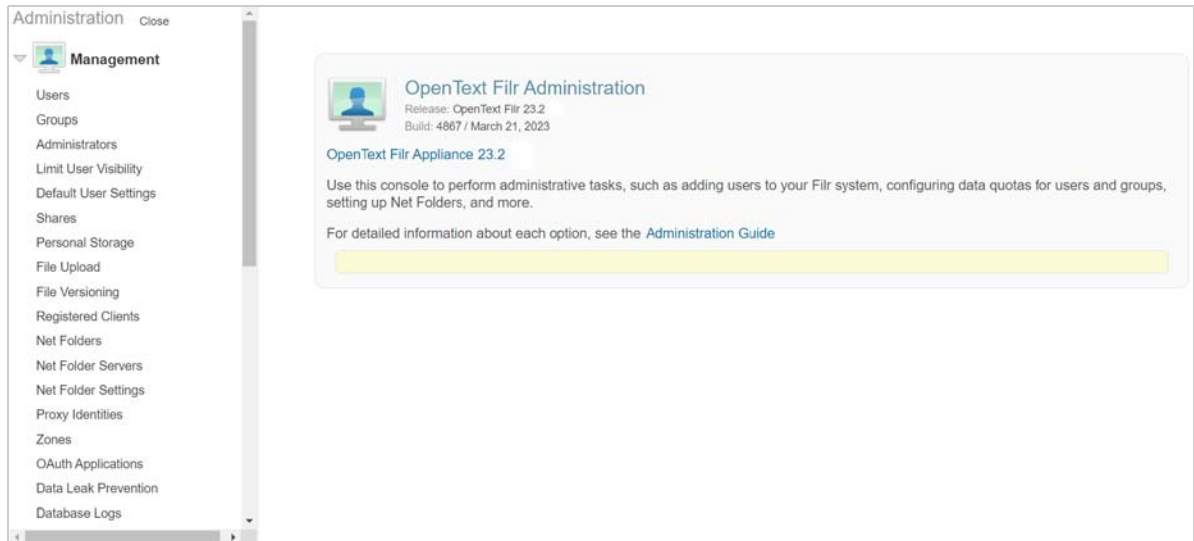 Administration Close
Management
Users
Groups
Administrators
Limit User Visibility
Default User Settings
Shares
Personal Storage
File Upload
File Versioning
Registered Clients
Net Folders
Net Folder Servers
Net Folder Settings
Proxy Identities
Zones
OAuth Applications
Data Leak Prevention
Database Logs
OpenText Filr Administration
Release: OpenText Filr 23.2
Build: 4867 / March 21, 2023
OpenText Filr Appliance 23.2
Use this console to perform administrative tasks, such as adding users to your Filr system, configuring data quotas for users and groups,
setting up Net Folders, and more.
For detailed information about each option, see the Administration Guide